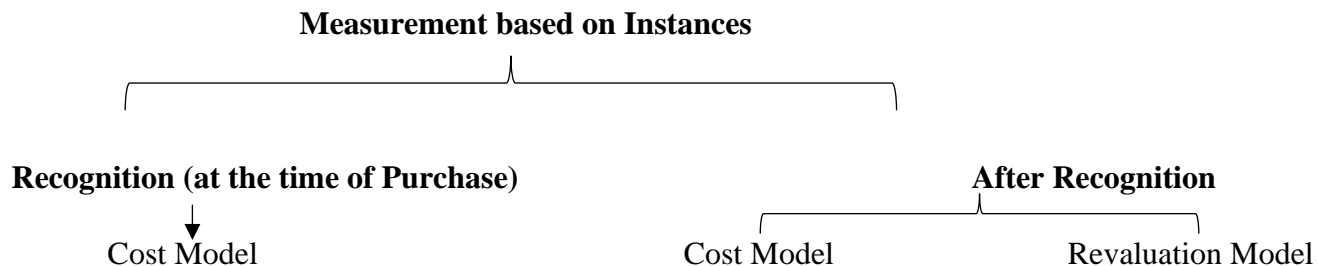 Measurement based on Instances
Recognition (at the time of Purchase) After Recognition
Cost Model Cost Model Revaluation Model